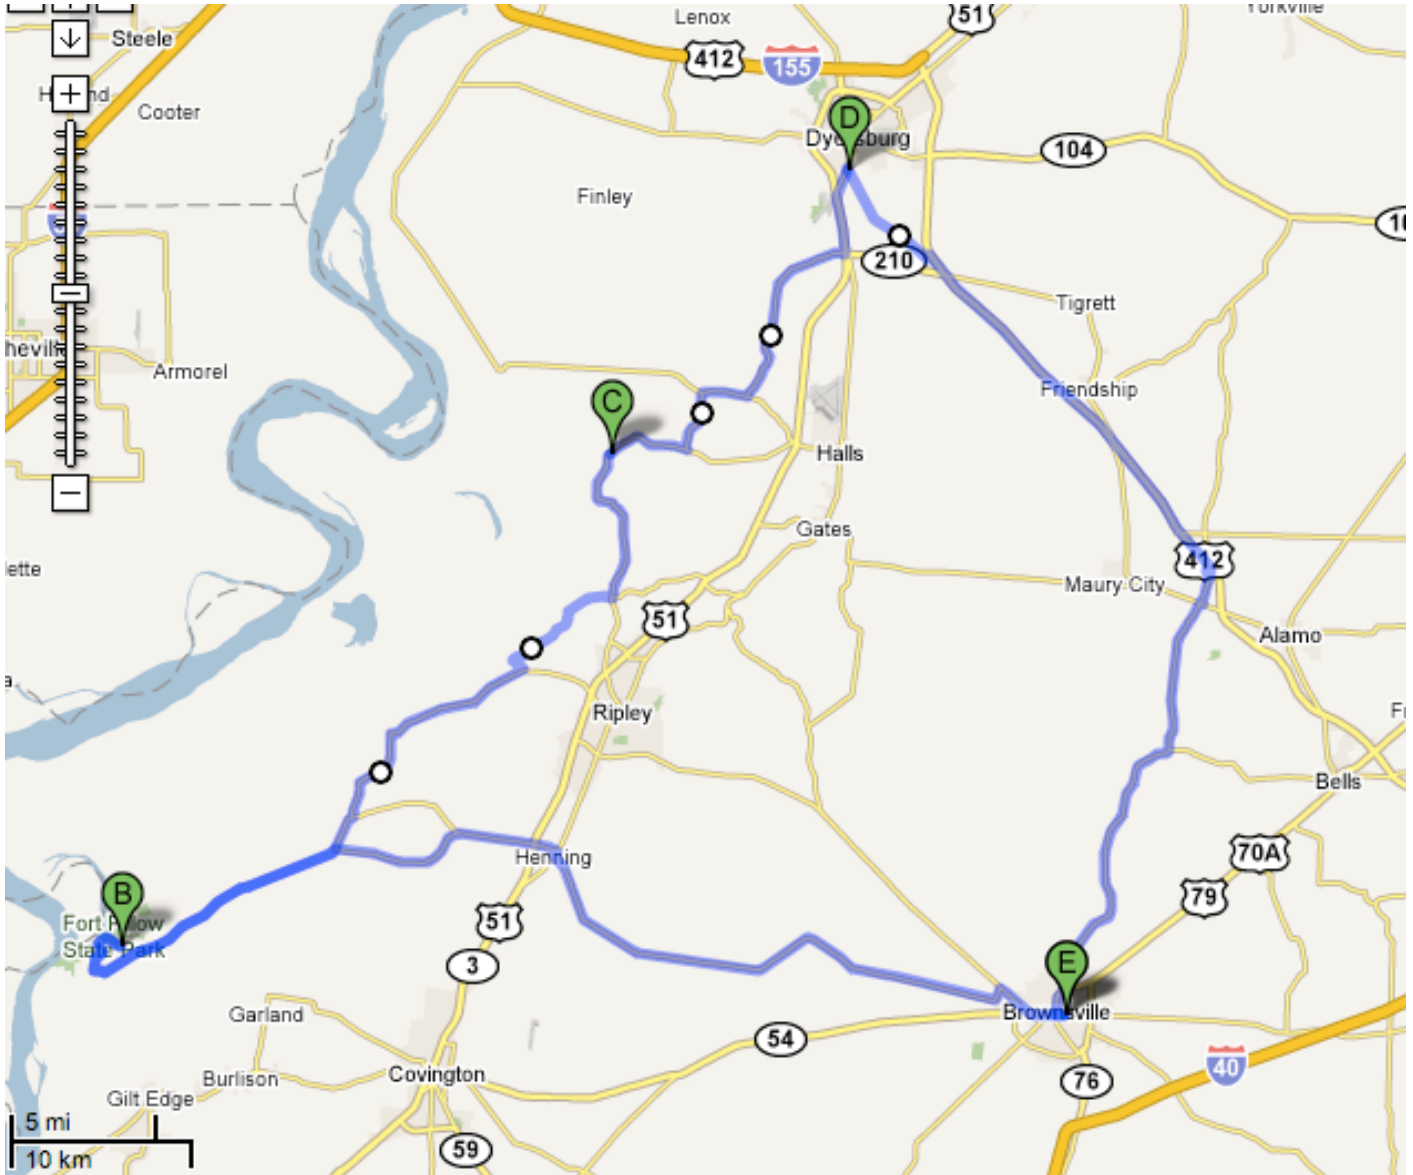 Lenox
51
Yorkville
Steele
412
155
Cooter
D
104
Finley
210
Tigrett
Armorel
C
Friendship
Halls
Gates
412
Maury City
51
Alamo
Ripley
Bells
Henning
70A
79
B
51
E
3
Garland
Brownsville
54
40
Covington
Burlison
76
Gilt Edge
5 mi
59
10 km
Dyersburg
Fort Pillow
State Park